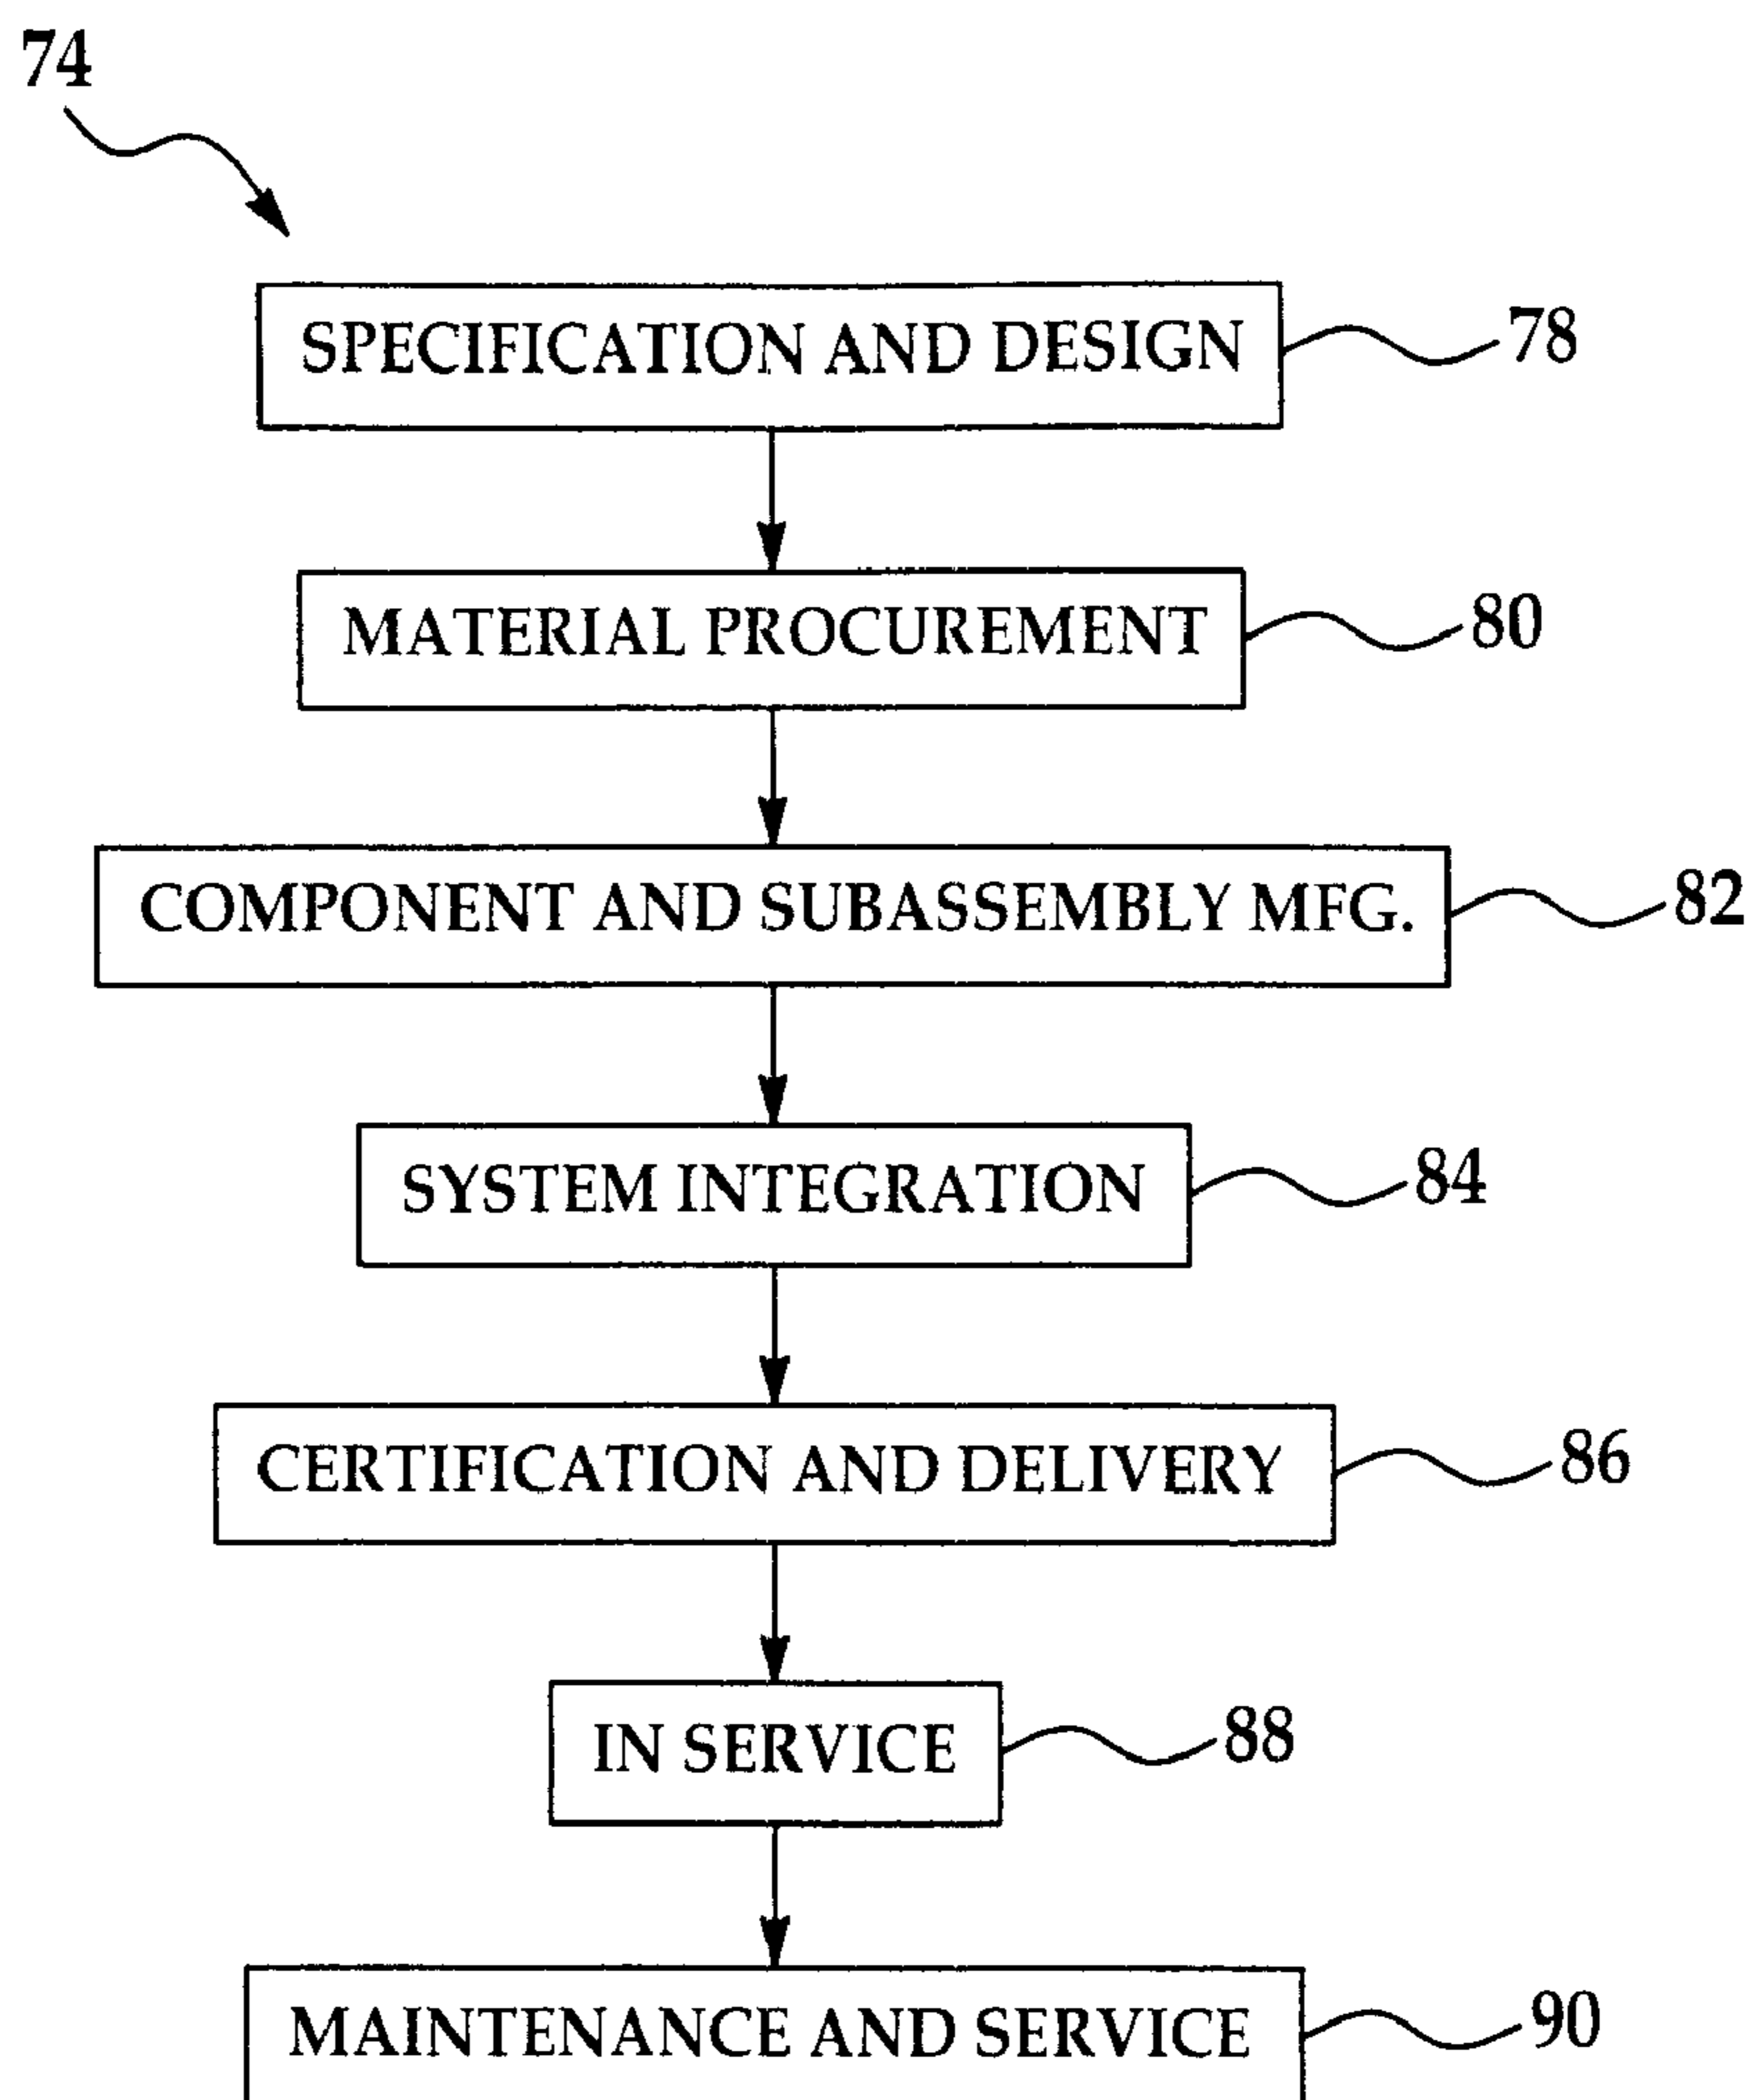 74
SPECIFICATION AND DESIGN 78
MATERIAL PROCUREMENT 80
COMPONENT AND SUBASSEMBLY MFG. 82
SYSTEM INTEGRATION 84
CERTIFICATION AND DELIVERY 86
IN SERVICE 88
MAINTENANCE AND SERVICE 90